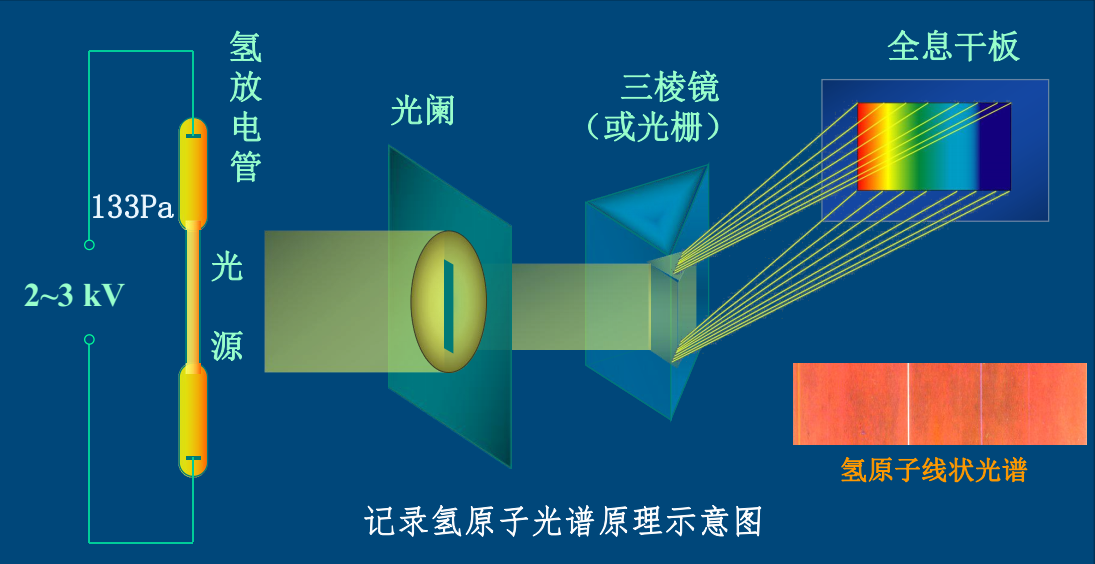 氢放电管
133Pa
2~3 kV
光源
光阑
三棱镜
（或光栅）
全息干板
氢原子线状光谱
记录氢原子光谱原理示意图